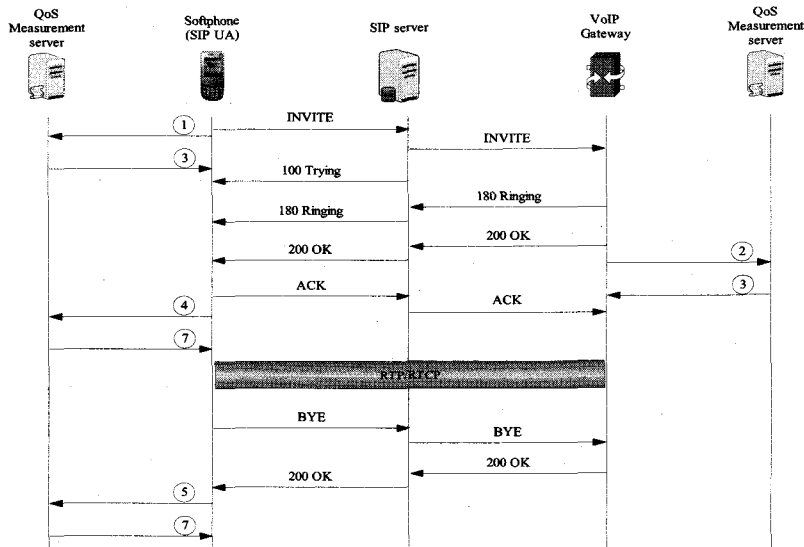 QoS
Measurement
server
Softphone
(SIP UA)
SIP server
VoIP
Gateway
QoS
Measurement
server
1
INVITE
INVITE
3
100 Trying
180 Ringing
180 Ringing
200 OK
200 OK
2
ACK
3
ACK
4
7
RTP/RTCP
BYE
BYE
200 OK
200 OK
5
7